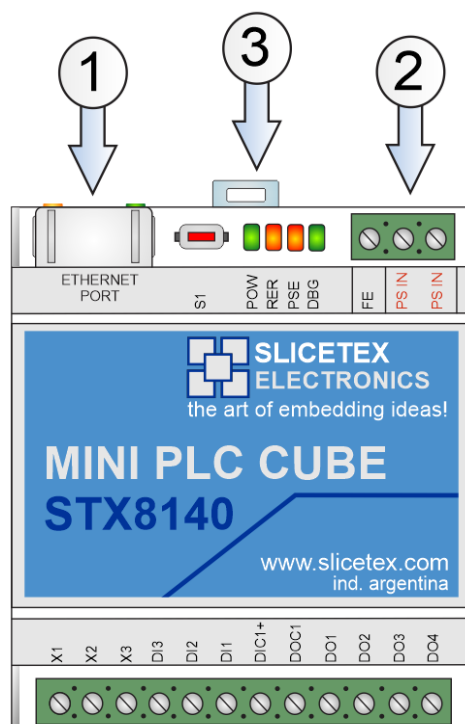 1
3
2
ETHERNET
PORT
S1
POW
RER
PSE
DBG
FE
PS IN
PS IN
SLICETEX
ELECTRONICS
the art of embedding ideas!
MINI PLC CUBE
STX8140
www.slicetex.com
ind. argentina
X1
X2
X3
DI3
DI2
DI1
DIC1+
DOC1
DO1
DO2
DO3
DO4